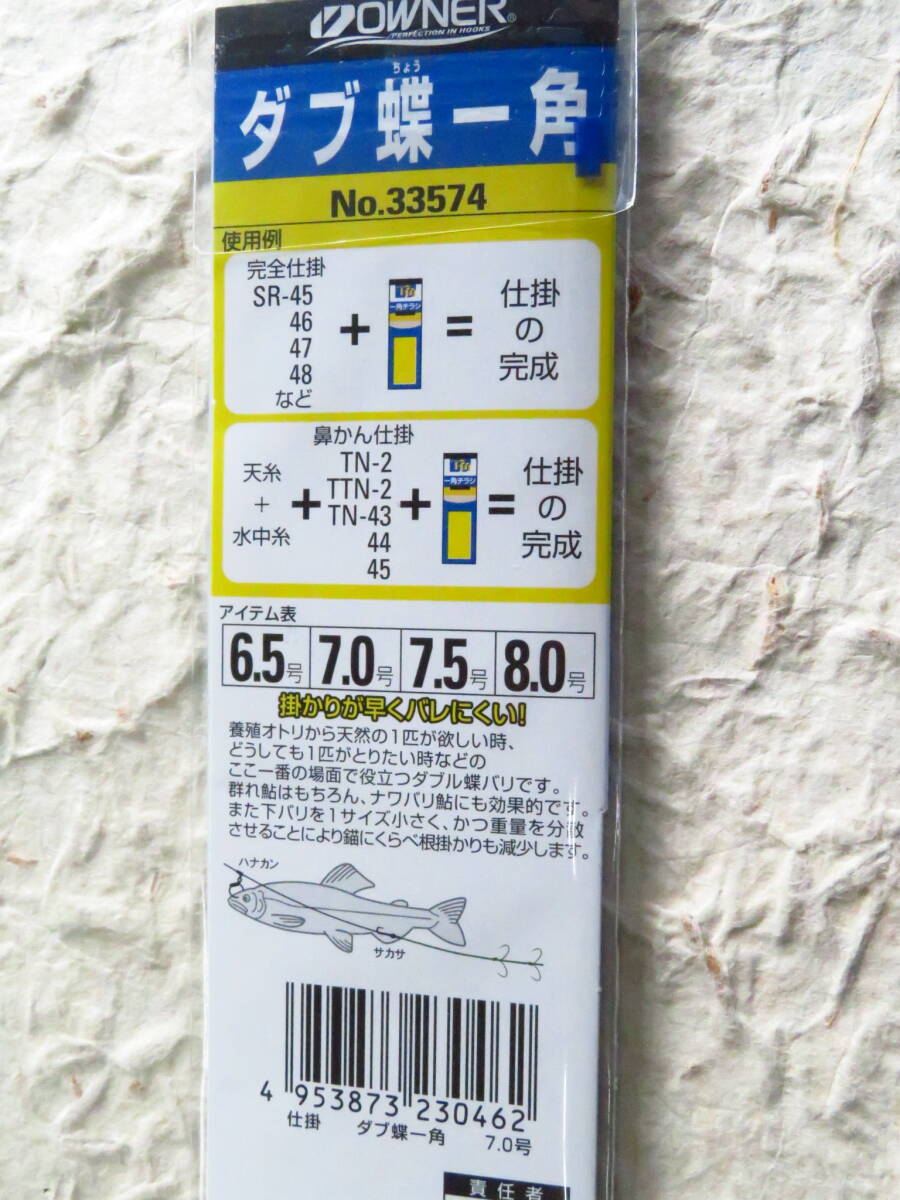 OWNER®
PERFECTION IN HOOKS
ちょう
ダブ蝶一角
No.33574
使用例
完全仕掛
SR-45
46
47
48
など
+
一角チラシ
=
仕掛
の
完成
天糸
+
水中糸
+
鼻かん仕掛
TN-2
TTN-2
TN-43
44
45
+
一角チラシ
=
仕掛
の
完成
アイテム表
6.5号 7.0号 7.5号 8.0号
掛かりが早くバレにくい!
養殖オトリから天然の1匹が欲しい時、
どうしても1匹がとりたい時などの
ここ一番の場面で役立つダブル蝶バリです。
群れ鮎はもちろん、ナワバリ鮎にも効果的です。
また下バリを1サイズ小さく、かつ重量を分散
させることにより錨にくらべ根掛かりも減少します。
ハナカン
サカサ
4 953873 230462
仕掛 ダブ蝶一角 7.0号
責任者